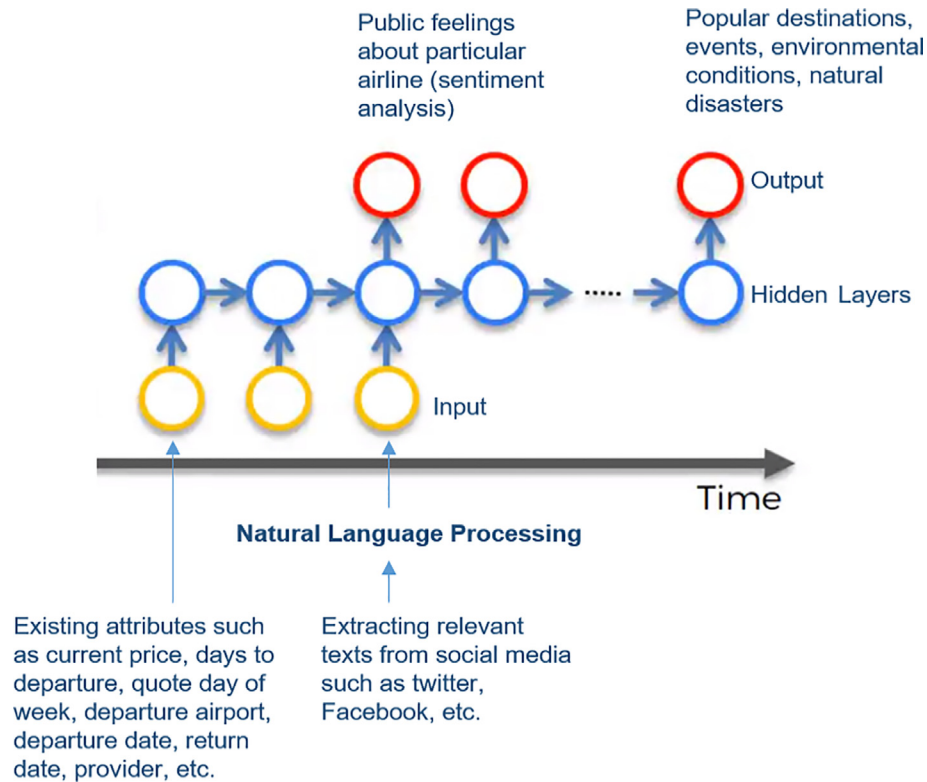 Public feelings
about particular
airline (sentiment
analysis)
Popular destinations,
events, environmental
conditions, natural
disasters
Output
.....
Hidden Layers
Input
Time
Natural Language Processing
Existing attributes such
as current price, days to
departure, quote day of
week, departure airport,
departure date, return
date, provider, etc.
Extracting relevant
texts from social media
such as twitter,
Facebook, etc.